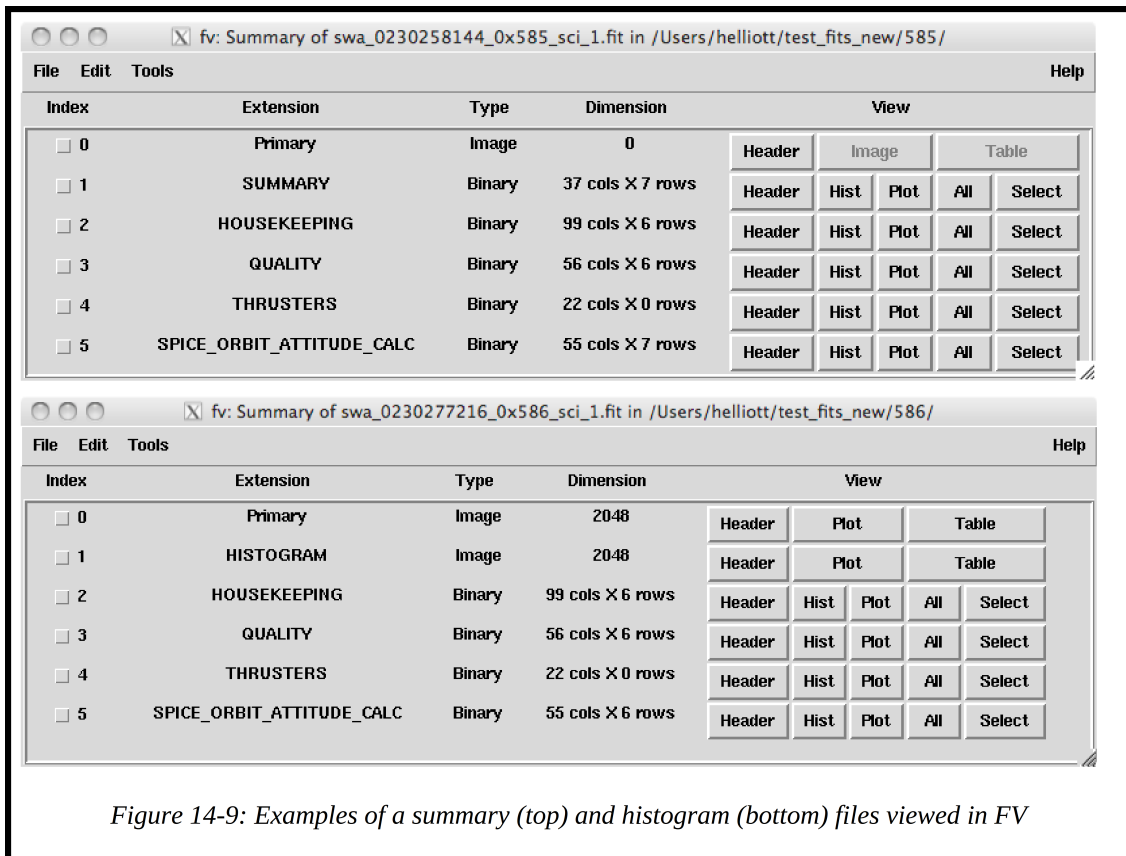 X fv: Summary of swa_0230258144_0x585_sci_1.fit in /Users/helliott/test_fits_new/585/
File Edit Tools Help
Index Extension Type Dimension View
0 Primary Image 0 Header Image Table
1 SUMMARY Binary 37 cols X 7 rows Header Hist Plot All Select
2 HOUSEKEEPING Binary 99 cols X 6 rows Header Hist Plot All Select
3 QUALITY Binary 56 cols X 6 rows Header Hist Plot All Select
4 THRUSTERS Binary 22 cols X 0 rows Header Hist Plot All Select
5 SPICE_ORBIT_ATTITUDE_CALC Binary 55 cols X 7 rows Header Hist Plot All Select
X fv: Summary of swa_0230277216_0x586_sci_1.fit in /Users/helliott/test_fits_new/586/
File Edit Tools Help
Index Extension Type Dimension View
0 Primary Image 2048 Header Plot Table
1 HISTOGRAM Image 2048 Header Plot Table
2 HOUSEKEEPING Binary 99 cols X 6 rows Header Hist Plot All Select
3 QUALITY Binary 56 cols X 6 rows Header Hist Plot All Select
4 THRUSTERS Binary 22 cols X 0 rows Header Hist Plot All Select
5 SPICE_ORBIT_ATTITUDE_CALC Binary 55 cols X 6 rows Header Hist Plot All Select
Figure 14-9: Examples of a summary (top) and histogram (bottom) files viewed in FV